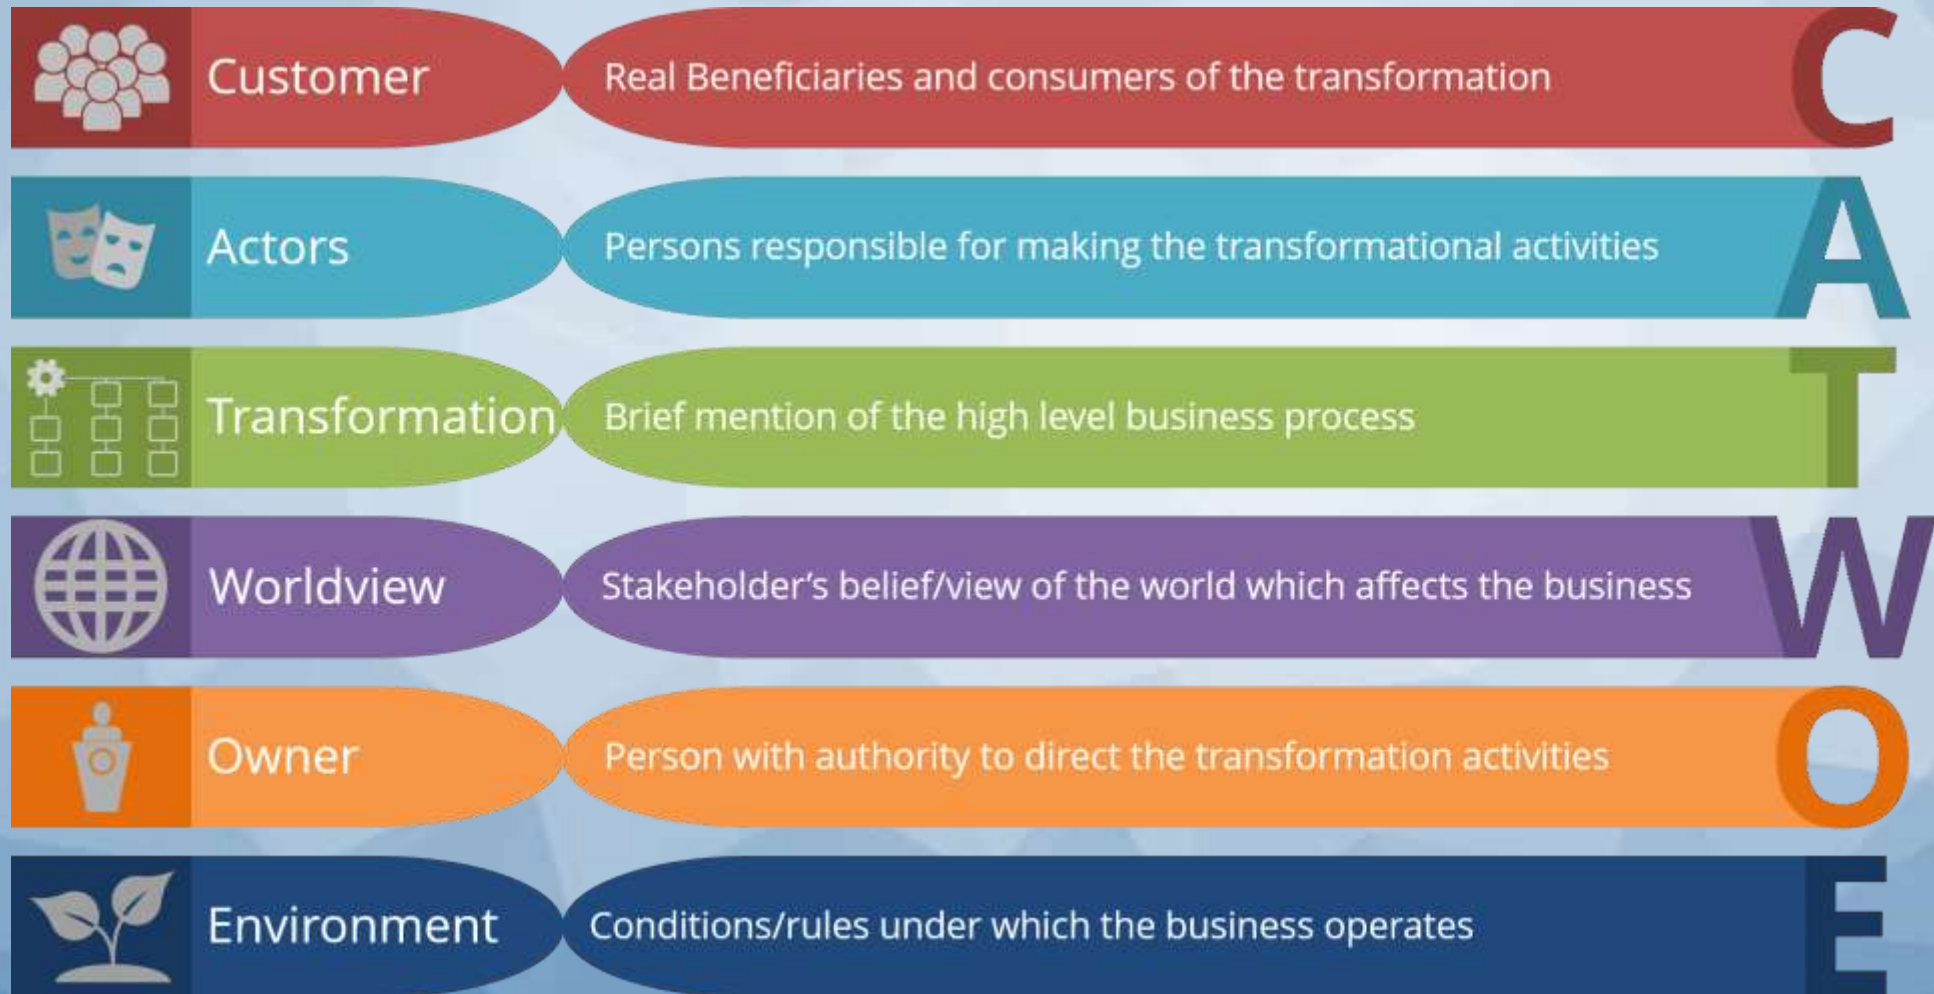 Customer Real Beneficiaries and consumers of the transformation C
Actors Persons responsible for making the transformational activities A
Transformation Brief mention of the high level business process T
Worldview Stakeholder's belief/view of the world which affects the business W
Owner Person with authority to direct the transformation activities O
Environment Conditions/rules under which the business operates E